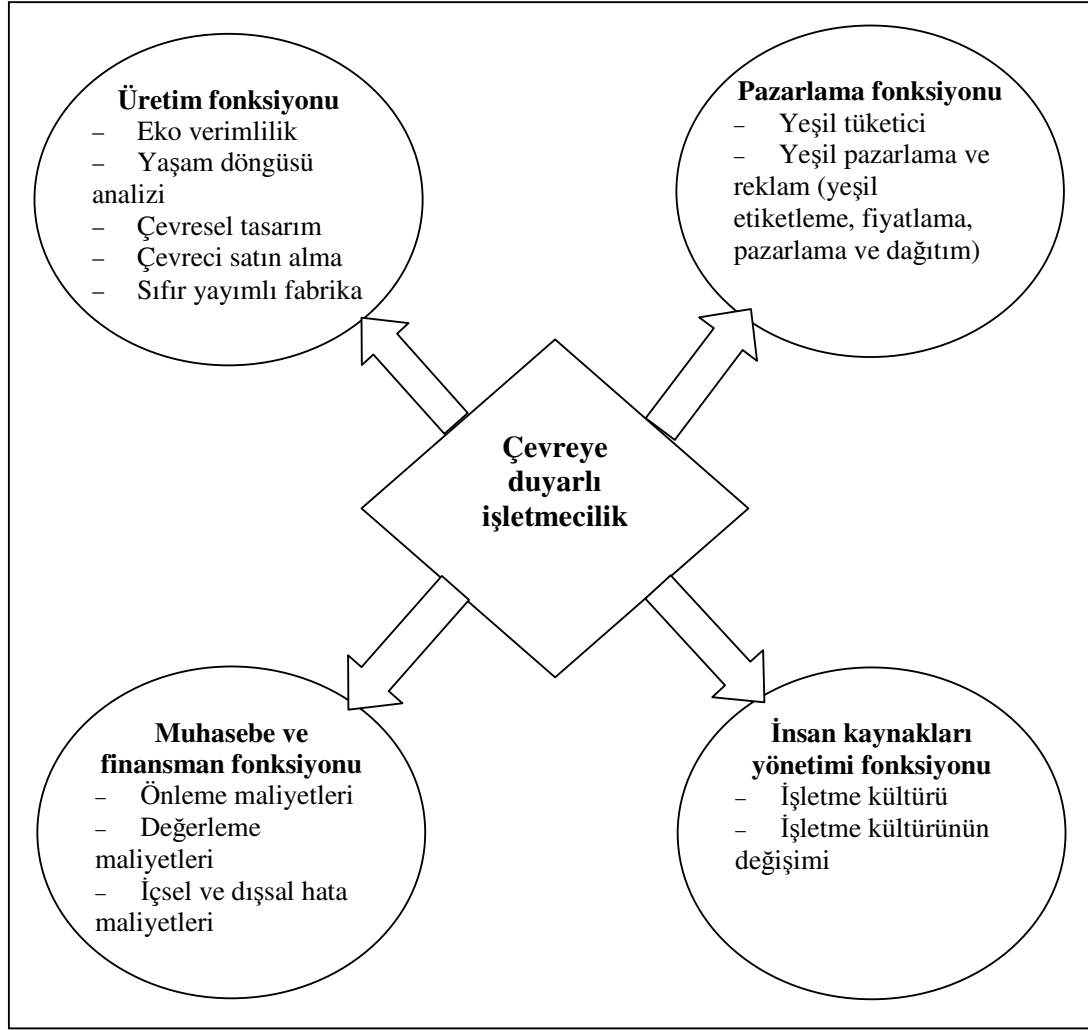 Üretim fonksiyonu
– Eko verimlilik
– Yaşam döngüsü
analizi
– Çevresel tasarım
– Çevreci satın alma
– Sıfır yayımlı fabrika
Pazarlama fonksiyonu
– Yeşil tüketici
– Yeşil pazarlama ve
reklam (yeşil
etiketleme, fiyatlama,
pazarlama ve dağıtım)
Çevreye
duyarlı
işletmecilik
Muhasebe ve
finansman fonksiyonu
– Önleme maliyetleri
– Değerleme
maliyetleri
– İçsel ve dışsal hata
maliyetleri
İnsan kaynakları
yönetimi fonksiyonu
– İşletme kültürü
– İşletme kültürünün
değişimi